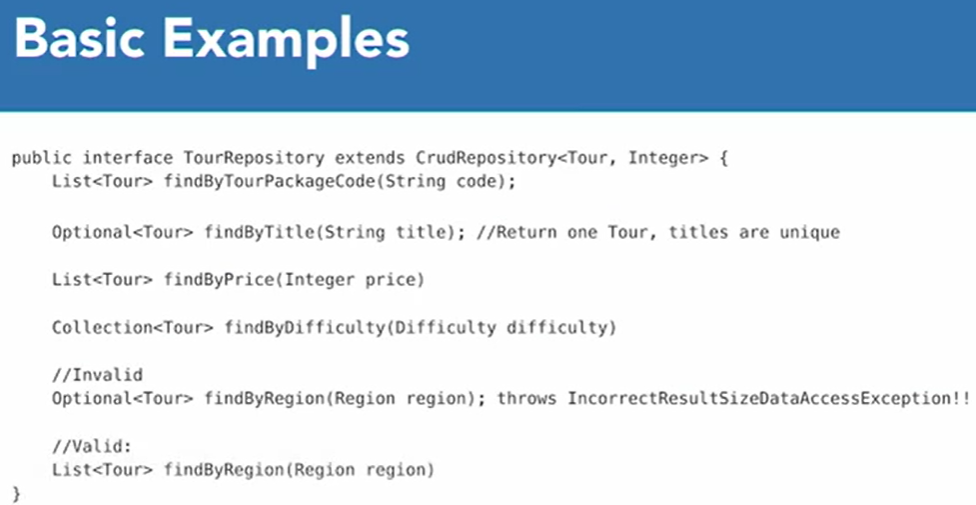 Basic Examples
public interface TourRepository extends CrudRepository<Tour, Integer> {
List<Tour> findByTourPackageCode(String code);
Optional<Tour> findByTitle(String title); //Return one Tour, titles are unique
List<Tour> findByPrice(Integer price)
Collection<Tour> findByDifficulty(Difficulty difficulty)
//Invalid
Optional<Tour> findByRegion(Region region); throws IncorrectResultSizeDataAccessException!!
//Valid:
List<Tour> findByRegion(Region region)
}